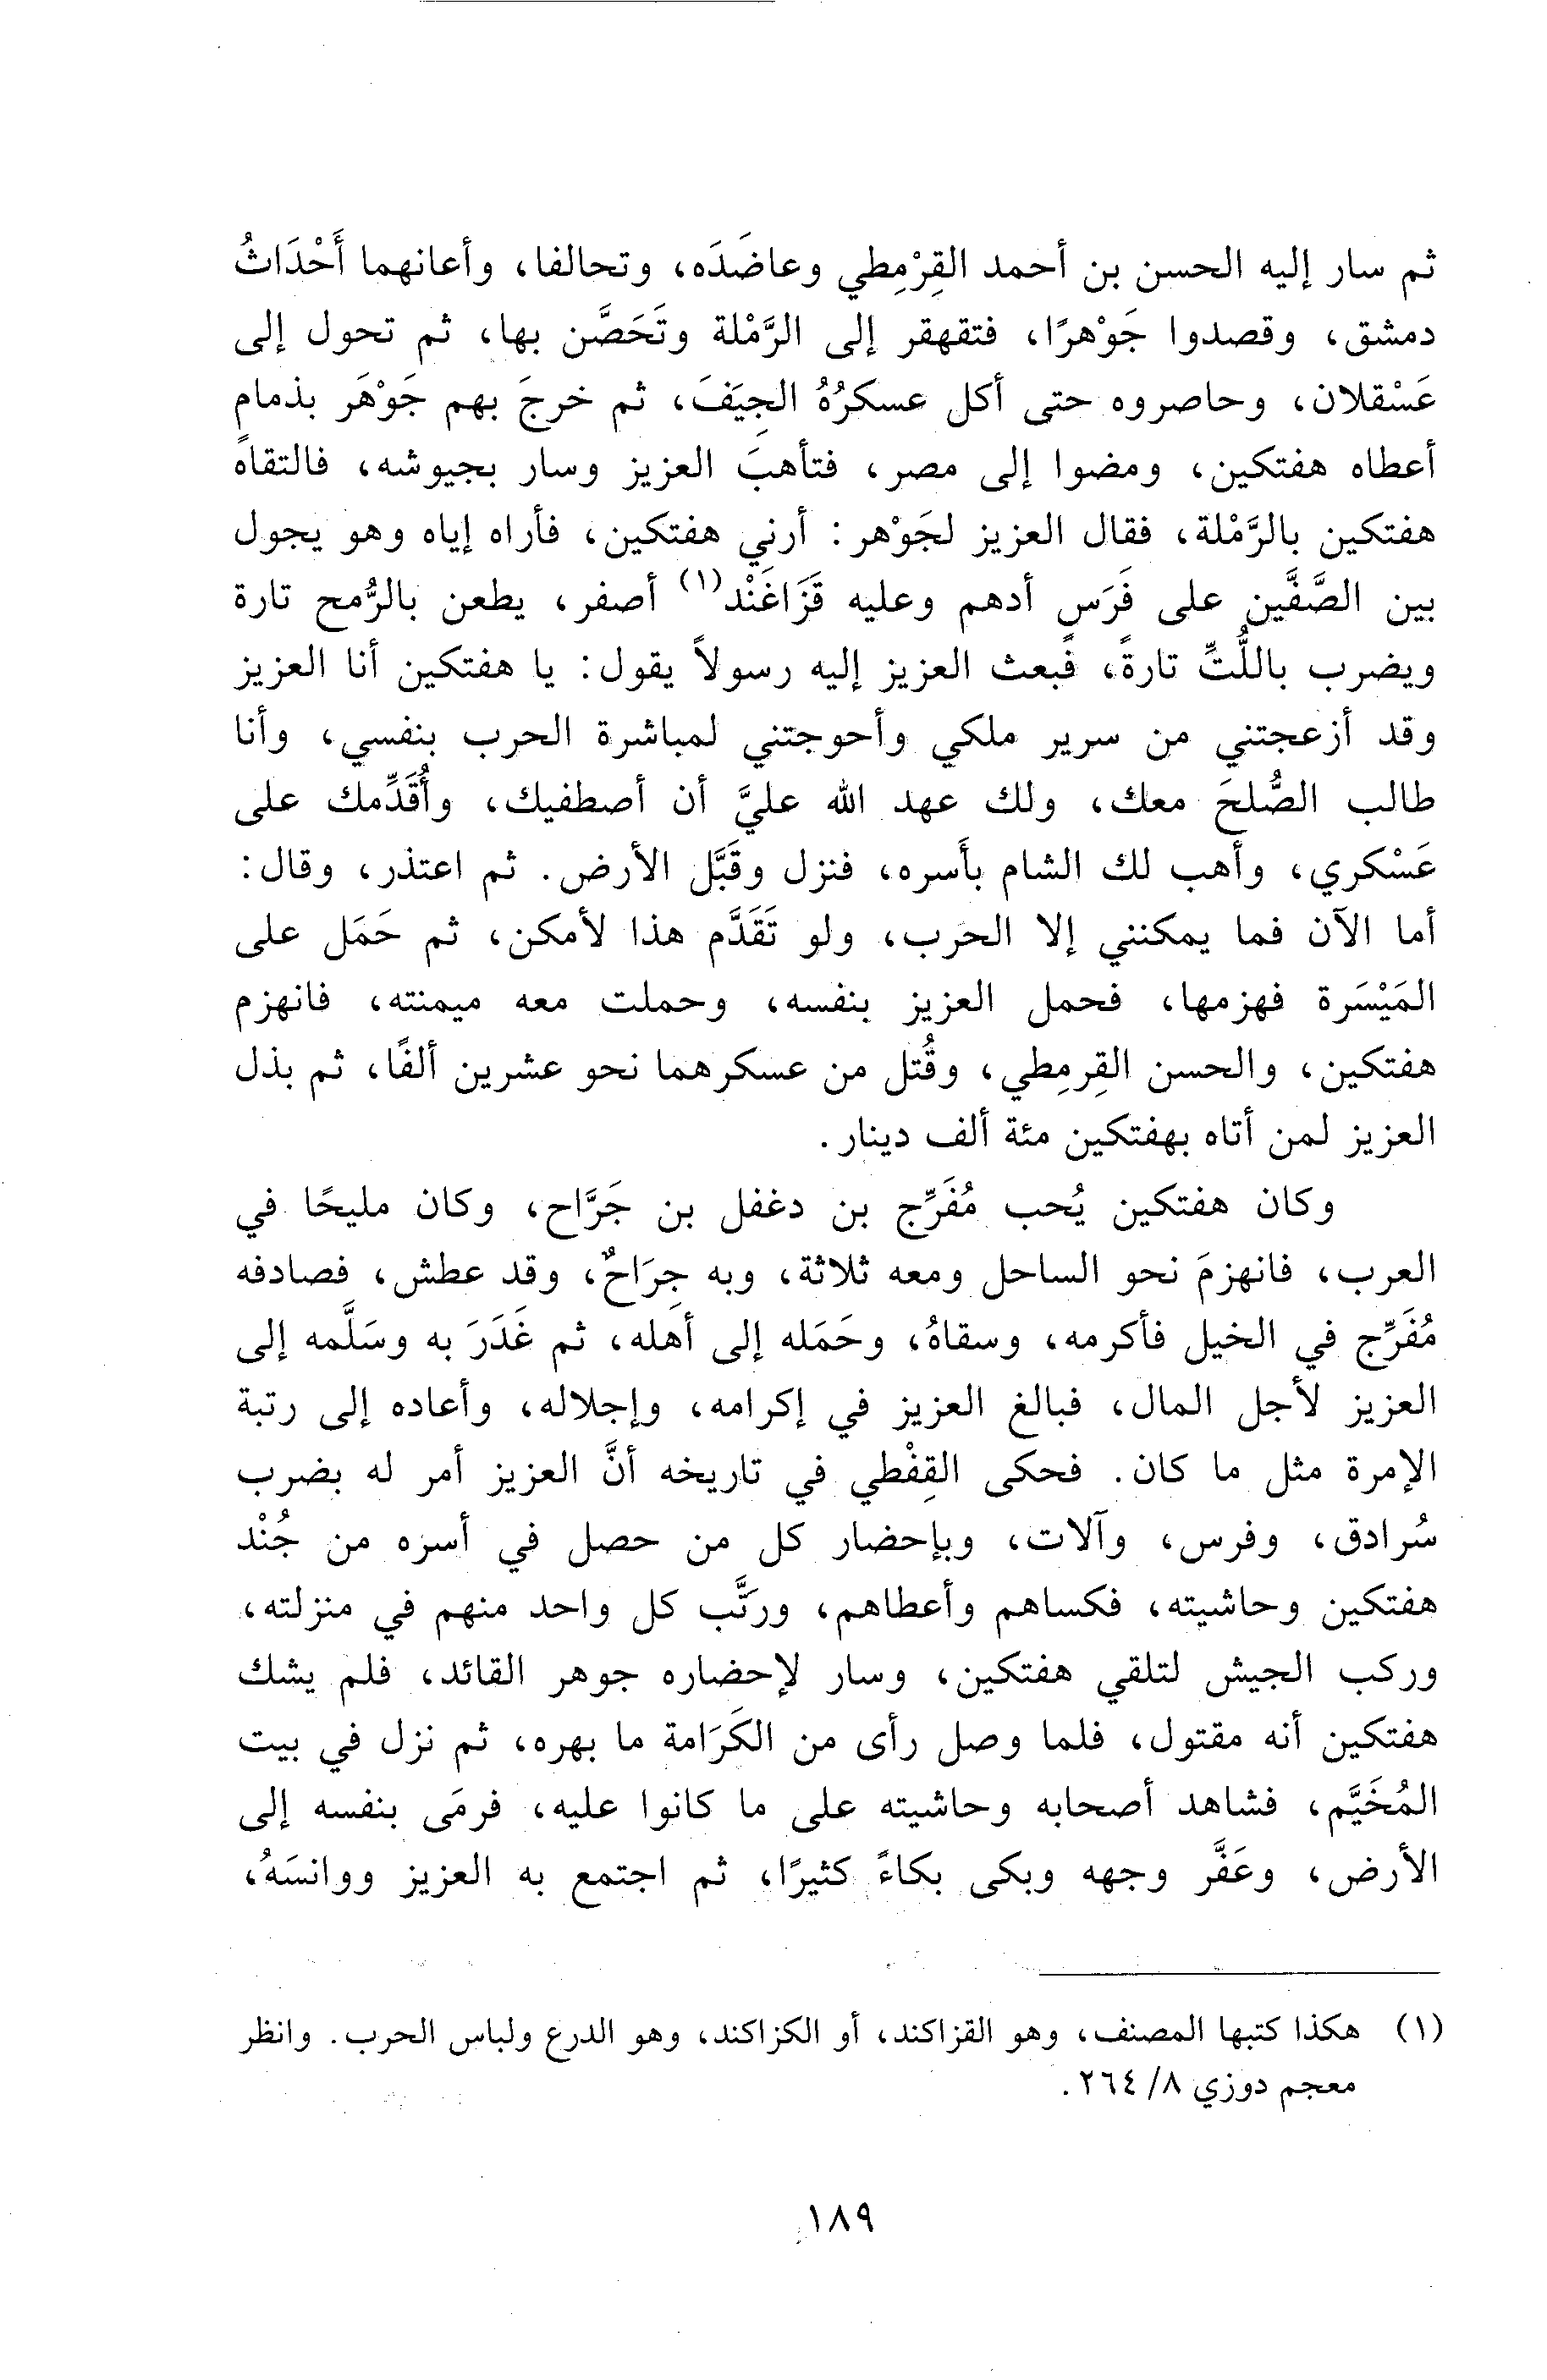 ثم سار إليه الحسن بن أحمد القِرْمِطي وعاضَدَه، وتحالفا، وأعانهما أَحْدَاثُ
دمشق، وقصدوا جَوْهرًا، فتقهقر إلى الرَّمْلة وتَحَصَّن بها، ثم تحول إلى
عَسْقلان، وحاصروه حتى أكل عسكرُهُ الجِيَفَ، ثم خرجَ بهم جَوْهَر بذمامٍ
أعطاه هفتكين، ومضوا إلى مصر، فتأهبَ العزيز وسار بجيوشه، فالتقاهُ
هفتكين بالرَّمْلة، فقال العزيز لجَوْهر: أرني هفتكين، فأراه إياه وهو يجول
بين الصَّفَّين على فَرَسٍ أدهم وعليه قَزَاغَنْد(١) أصفر، يطعن بالرُّمح تارة
ويضرب باللُّتِّ تارةً، فبعث العزيز إليه رسولاً يقول: يا هفتكين أنا العزيز
وقد أزعجتني من سرير ملكي وأحوجتني لمباشرة الحرب بنفسي، وأنا
طالب الصُّلحَ معك، ولك عهد الله عليَّ أن أصطفيك، وأُقَدِّمك على
عَسْكري، وأهب لك الشام بأَسره، فنزل وقَبَّل الأرض. ثم اعتذر، وقال:
أما الآن فما يمكنني إلا الحرب، ولو تَقَدَّم هذا لأمكن، ثم حَمَل على
المَيْسَرة فهزمها، فحمل العزيز بنفسه، وحملت معه ميمنته، فانهزم
هفتكين، والحسن القِرمِطي، وقُتل من عسكرهما نحو عشرين ألفًا، ثم بذل
العزيز لمن أتاه بهفتكين مئة ألف دينار.
وكان هفتكين يُحب مُفَرِّج بن دغفل بن جَرَّاح، وكان مليحًا في
العرب، فانهزمَ نحو الساحل ومعه ثلاثة، وبه جِرَاحٌ، وقد عطش، فصادفه
مُفَرِّج في الخيل فأكرمه، وسقاهُ، وحَمَله إلى أَهله، ثم غَدَرَ به وسَلَّمه إلى
العزيز لأجل المال، فبالغ العزيز في إكرامه، وإجلاله، وأعاده إلى رتبة
الإمرة مثل ما كان. فحكى القِفْطي في تاريخه أنَّ العزيز أمر له بضرب
سُرادق، وفرس، وآلات، وبإحضار كل من حصل في أسره من جُنْد
هفتكين وحاشيته، فكساهم وأعطاهم، ورتَّب كل واحد منهم في منزلته،
وركب الجيش لتلقي هفتكين، وسار لإحضاره جوهر القائد، فلم يشك
هفتكين أنه مقتول، فلما وصل رأى من الكَرَامة ما بهره، ثم نزل في بيت
المُخَيَّم، فشاهد أصحابه وحاشيته على ما كانوا عليه، فرمَى بنفسه إلى
الأرض، وعَفَّر وجهه وبكى بكاءً كثيرًا، ثم اجتمع به العزيز ووانسَهُ،
(١) هكذا كتبها المصنف، وهو القزاكند، أو الكزاكند، وهو الدرع ولباس الحرب. وانظر
معجم دوزي ٨/ ٢٦٤.
١٨٩